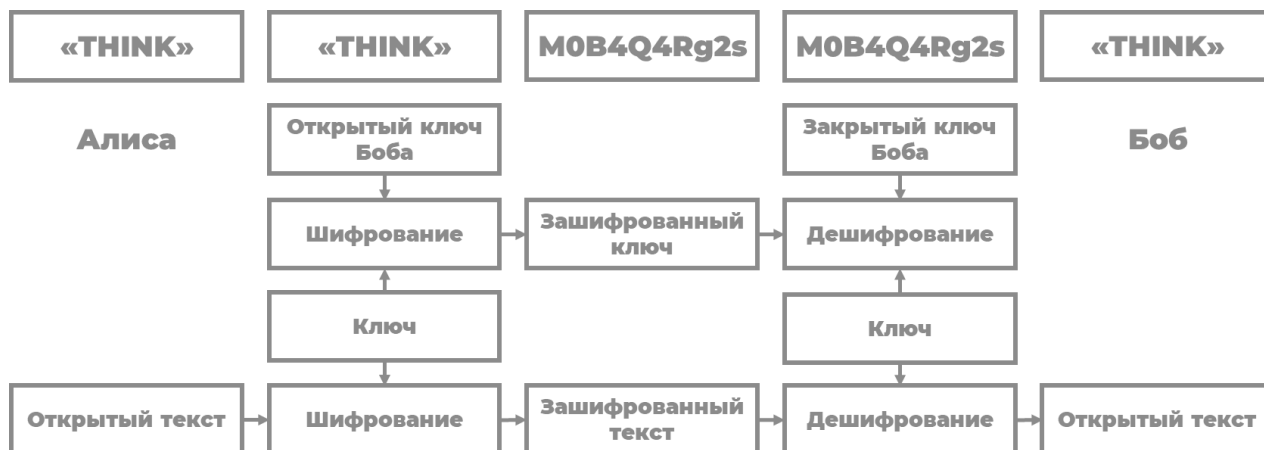 «THINK»
«THINK»
M0B4Q4Rg2s
M0B4Q4Rg2s
«THINK»
Алиса
Открытый ключ
Боба
Закрытый ключ
Боба
Боб
Шифрование
Зашифрованный
ключ
Дешифрование
Ключ
Ключ
Открытый текст
Шифрование
Зашифрованный
текст
Дешифрование
Открытый текст